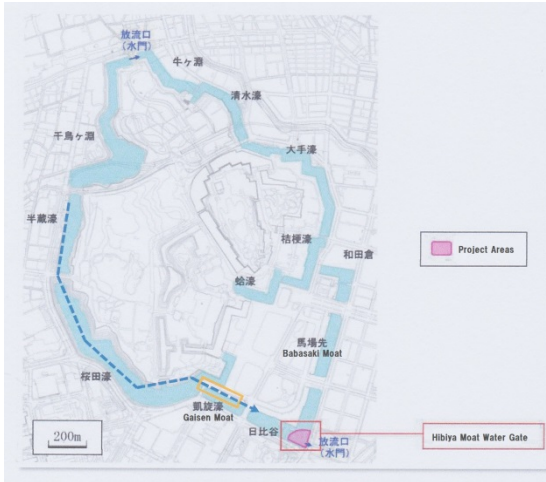 放流口
(水門)
牛ヶ淵
清水濠
千鳥ヶ淵
大手濠
半蔵濠
桔梗濠
和田倉
Project Areas
蛤濠
馬場先
Babasaki Moat
桜田濠
凱旋濠
Gaisen Moat
日比谷
200m
放流口
(水門)
Hibiya Moat Water Gate